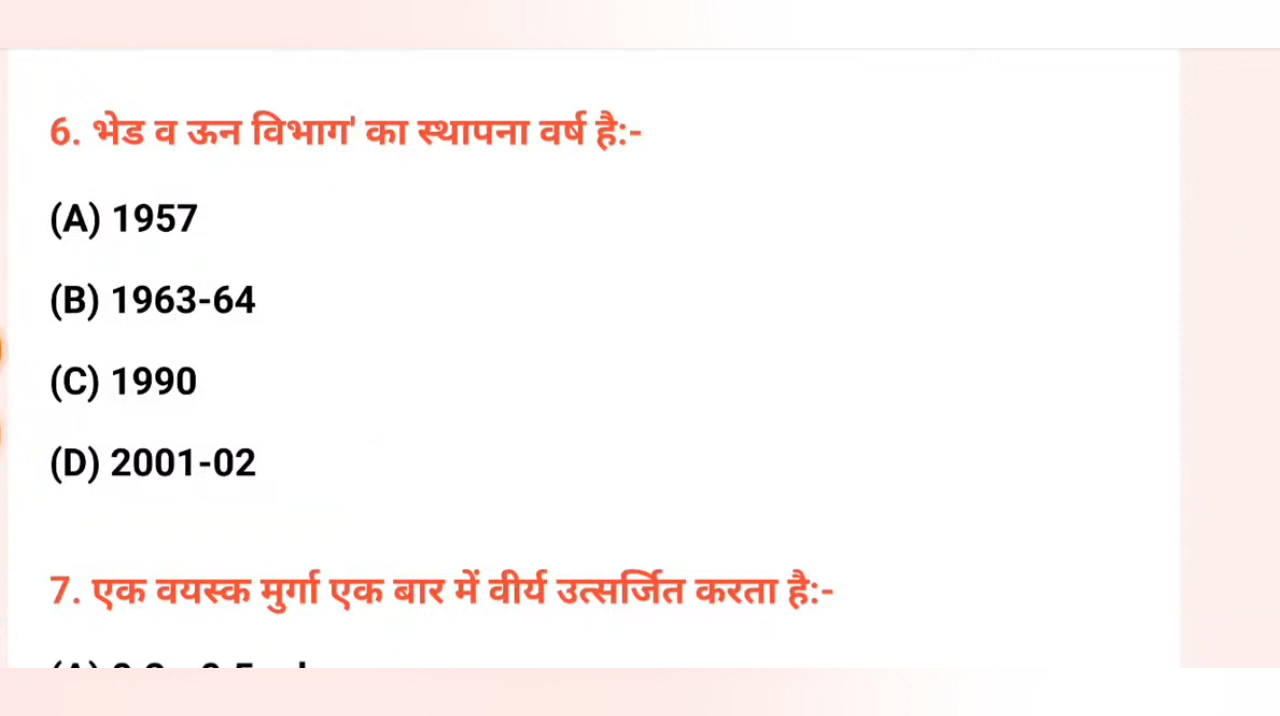 6. भेड व ऊन विभाग' का स्थापना वर्ष है:-
(A) 1957
(B) 1963-64
(C) 1990
(D) 2001-02
7. एक वयस्क मुर्गा एक बार में वीर्य उत्सर्जित करता है:-